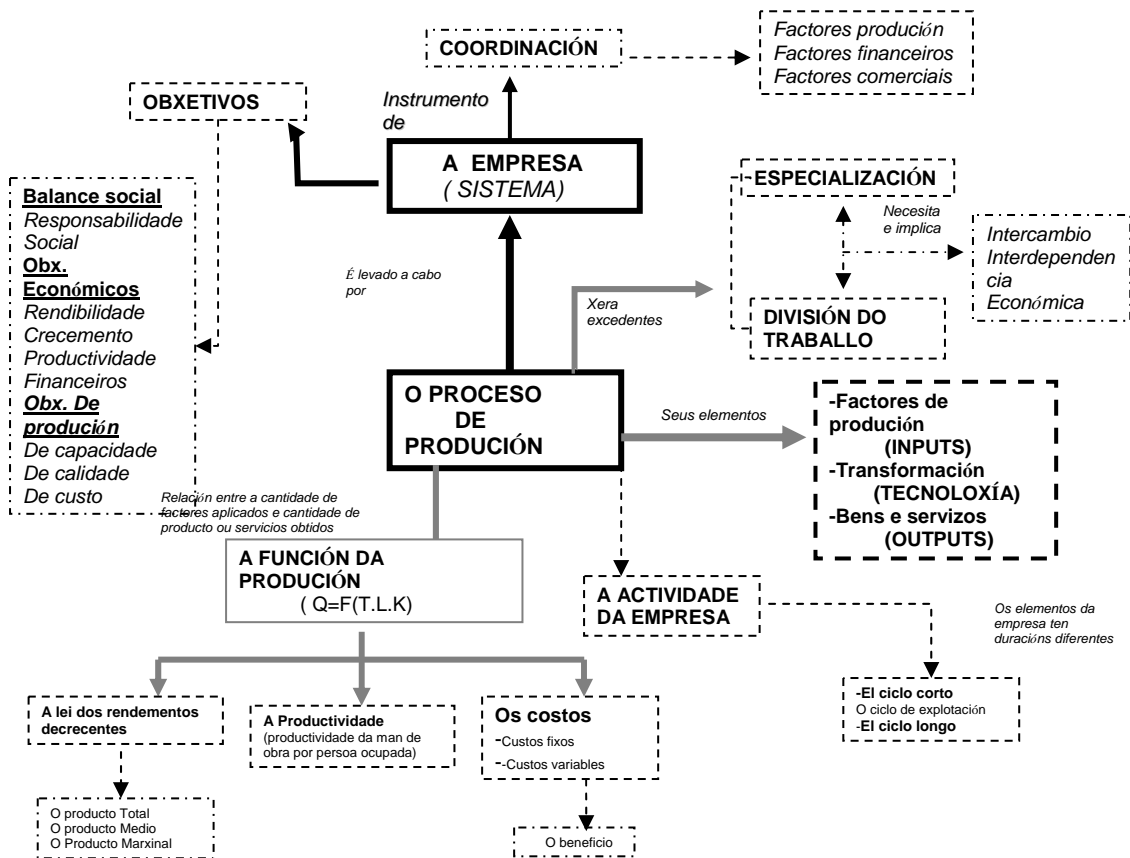 COORDINACIÓN
Factores produción
Factores financeiros
Factores comerciais
OBXETIVOS
Instrumento
de
A EMPRESA
( SISTEMA)
ESPECIALIZACIÓN
Necesita
e implica
Intercambio
Interdependen
cia
Económica
DIVISIÓN DO
TRABALLO
Balance social
Responsabilidade
Social
Obx.
Económicos
Rendibilidade
Crecemento
Productividade
Financeiros
Obx. De
produción
De capacidade
De calidade
De custo
É levado a cabo
por
Xera
excedentes
O PROCESO
DE
PRODUCIÓN
Seus elementos
-Factores de
produción
(INPUTS)
-Transformación
(TECNOLOXÍA)
-Bens e servizos
(OUTPUTS)
Relación entre a cantidade de
factores aplicados e cantidade de
producto ou servicios obtidos
A FUNCIÓN DA
PRODUCIÓN
( Q=F(T.L.K)
A ACTIVIDADE
DA EMPRESA
Os elementos da
empresa ten
duracións diferentes
-El ciclo corto
O ciclo de explotación
-El ciclo longo
A lei dos rendementos
decrecentes
A Productividade
(productividade da man de
obra por persoa ocupada)
Os costos
-Custos fixos
-Custos variables
O producto Total
O producto Medio
O Producto Marxinal
O beneficio